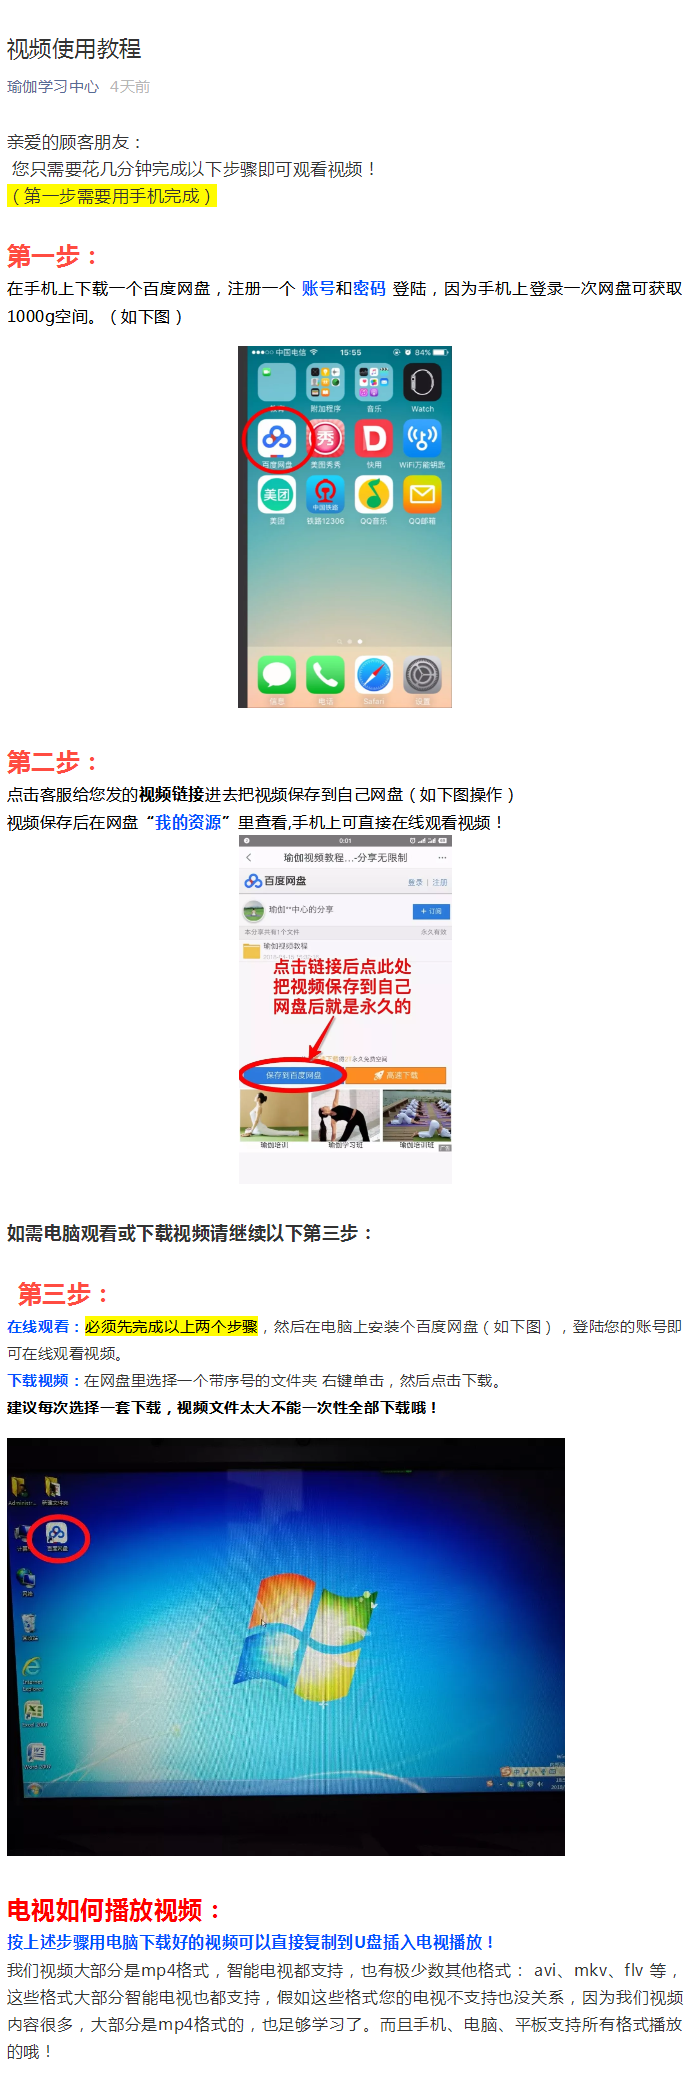 视频使用教程
瑜伽学习中心 4天前
亲爱的顾客朋友：
您只需要花几分钟完成以下步骤即可观看视频！
（第一步需要用手机完成）
第一步：
在手机上下载一个百度网盘，注册一个 账号和密码 登陆，因为手机上登录一次网盘可获取
1000g空间。（如下图）
中国电信 15:55 84%
附加程序 音乐 Watch
百度网盘 美图秀秀 快用 WiFi万能钥匙
美团 铁路12306 QQ音乐 QQ邮箱
信息 电话 Safari 设置
第二步：
点击客服给您发的视频链接进去把视频保存到自己网盘（如下图操作）
视频保存后在网盘“我的资源”里查看,手机上可直接在线观看视频！
0:01
瑜伽视频教程...-分享无限制
百度网盘 登录 | 注册
瑜伽**中心的分享 + 订阅
本分享共有1个文件 永久有效
瑜伽视频教程
点击链接后点此处
把视频保存到自己
网盘后就是永久的
永久免费空间
保存到百度网盘 高速下载
瑜伽培训 瑜伽学习班 瑜伽培训班
广告
如需电脑观看或下载视频请继续以下第三步：
第三步：
在线观看：必须先完成以上两个步骤，然后在电脑上安装个百度网盘（如下图），登陆您的账号即
可在线观看视频。
下载视频：在网盘里选择一个带序号的文件夹 右键单击，然后点击下载。
建议每次选择一套下载，视频文件太大不能一次性全部下载哦！
Administr... 新建文件夹
百度网盘
网络
回收站
Internet
Explorer
电视如何播放视频：
按上述步骤用电脑下载好的视频可以直接复制到U盘插入电视播放！
我们视频大部分是mp4格式，智能电视都支持，也有极少数其他格式： avi、mkv、flv 等，
这些格式大部分智能电视也都支持，假如这些格式您的电视不支持也没关系，因为我们视频
内容很多，大部分是mp4格式的，也足够学习了。而且手机、电脑、平板支持所有格式播放
的哦！